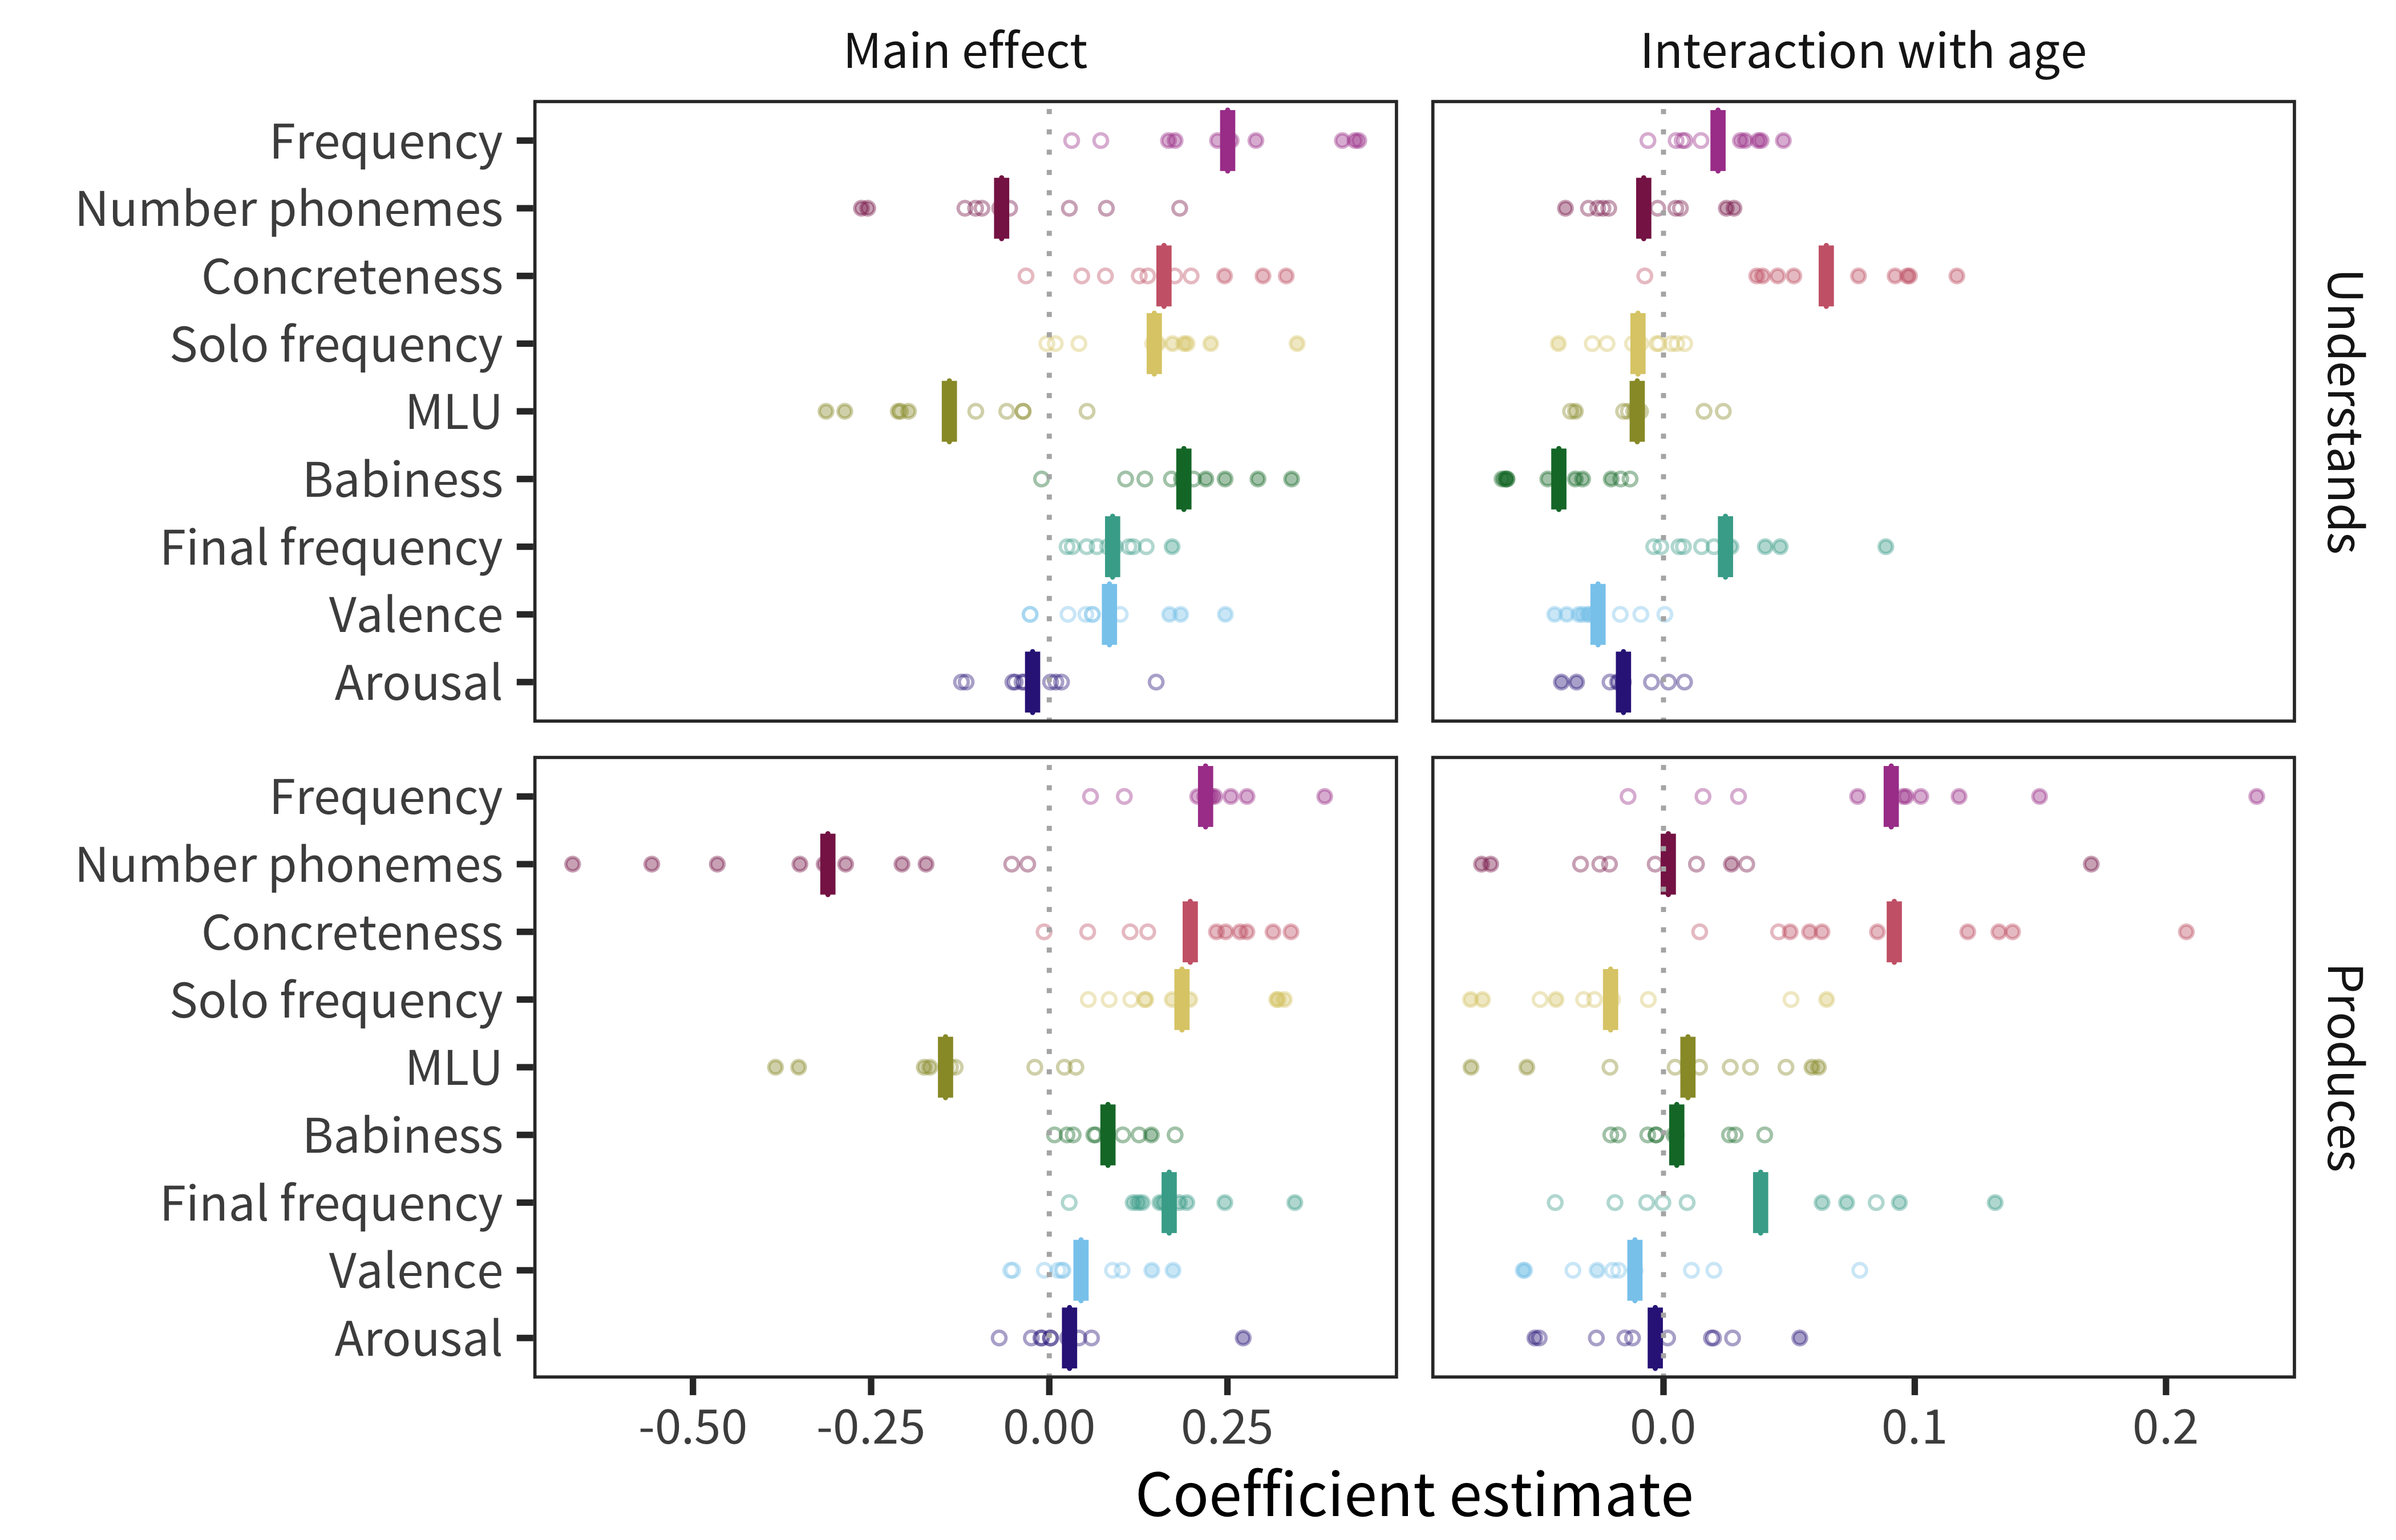 Main effect
Interaction with age
Frequency
Number phonemes
Concreteness
Solo frequency
MLU
Babiness
Final frequency
Valence
Arousal
Understands
Frequency
Number phonemes
Concreteness
Solo frequency
MLU
Babiness
Final frequency
Valence
Arousal
Produces
-0.50 -0.25 0.00 0.25
0.0 0.1 0.2
Coefficient estimate